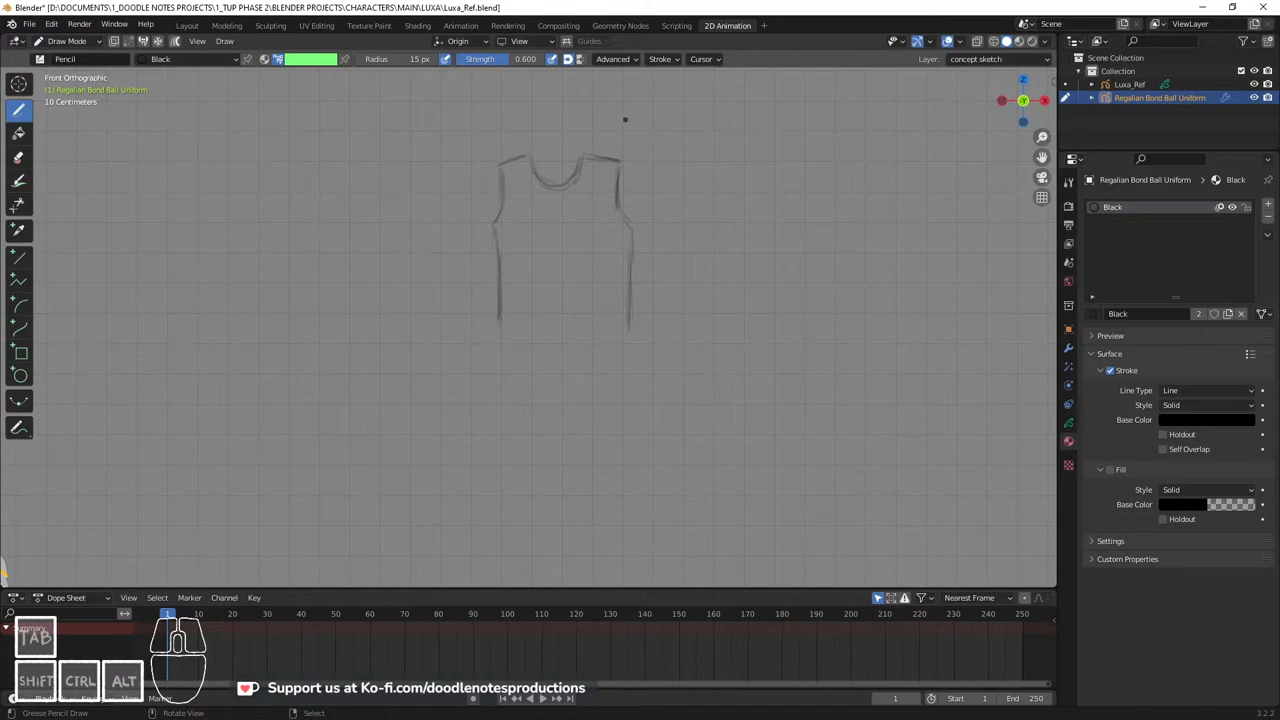 Blender* [D:\DOCUMENTS\1_DOODLE NOTES PROJECTS\1_TUP PHASE 2\BLENDER PROJECTS\CHARACTERS\MAIN\LUXA\Luxa_Ref.blend]
File Edit Render Window Help Layout Modeling Sculpting UV Editing Texture Paint Shading Animation Rendering Compositing Geometry Nodes Scripting 2D Animation + Scene ViewLayer
Draw Mode View Draw Origin View Guides
Pencil Black Radius 15 px Strength 0.600 Advanced Stroke Cursor Layer: concept sketch
Scene Collection
Collection
Luxa_Ref
Regalian Bond Ball Uniform
Front Orthographic
(1) Regalian Bond Ball Uniform
10 Centimeters
Z
Y
X
Regalian Bond Ball Uniform > Black
Black
Black 2
Preview
Surface
Stroke
Line Type Line
Style Solid
Base Color
Holdout
Self Overlap
Fill
Style Solid
Base Color
Holdout
Settings
Custom Properties
Dope Sheet View Select Marker Channel Key Nearest Frame
1 10 20 30 40 50 60 70 80 90 100 110 120 130 140 150 160 170 180 190 200 210 220 230 240 250
Summary
TAB
SHiFT CTRL ALT
Support us at Ko-fi.com/doodlenotesproductions
View Marker 1 Start 1 End 250
Grease Pencil Draw Rotate View Select 3.2.2